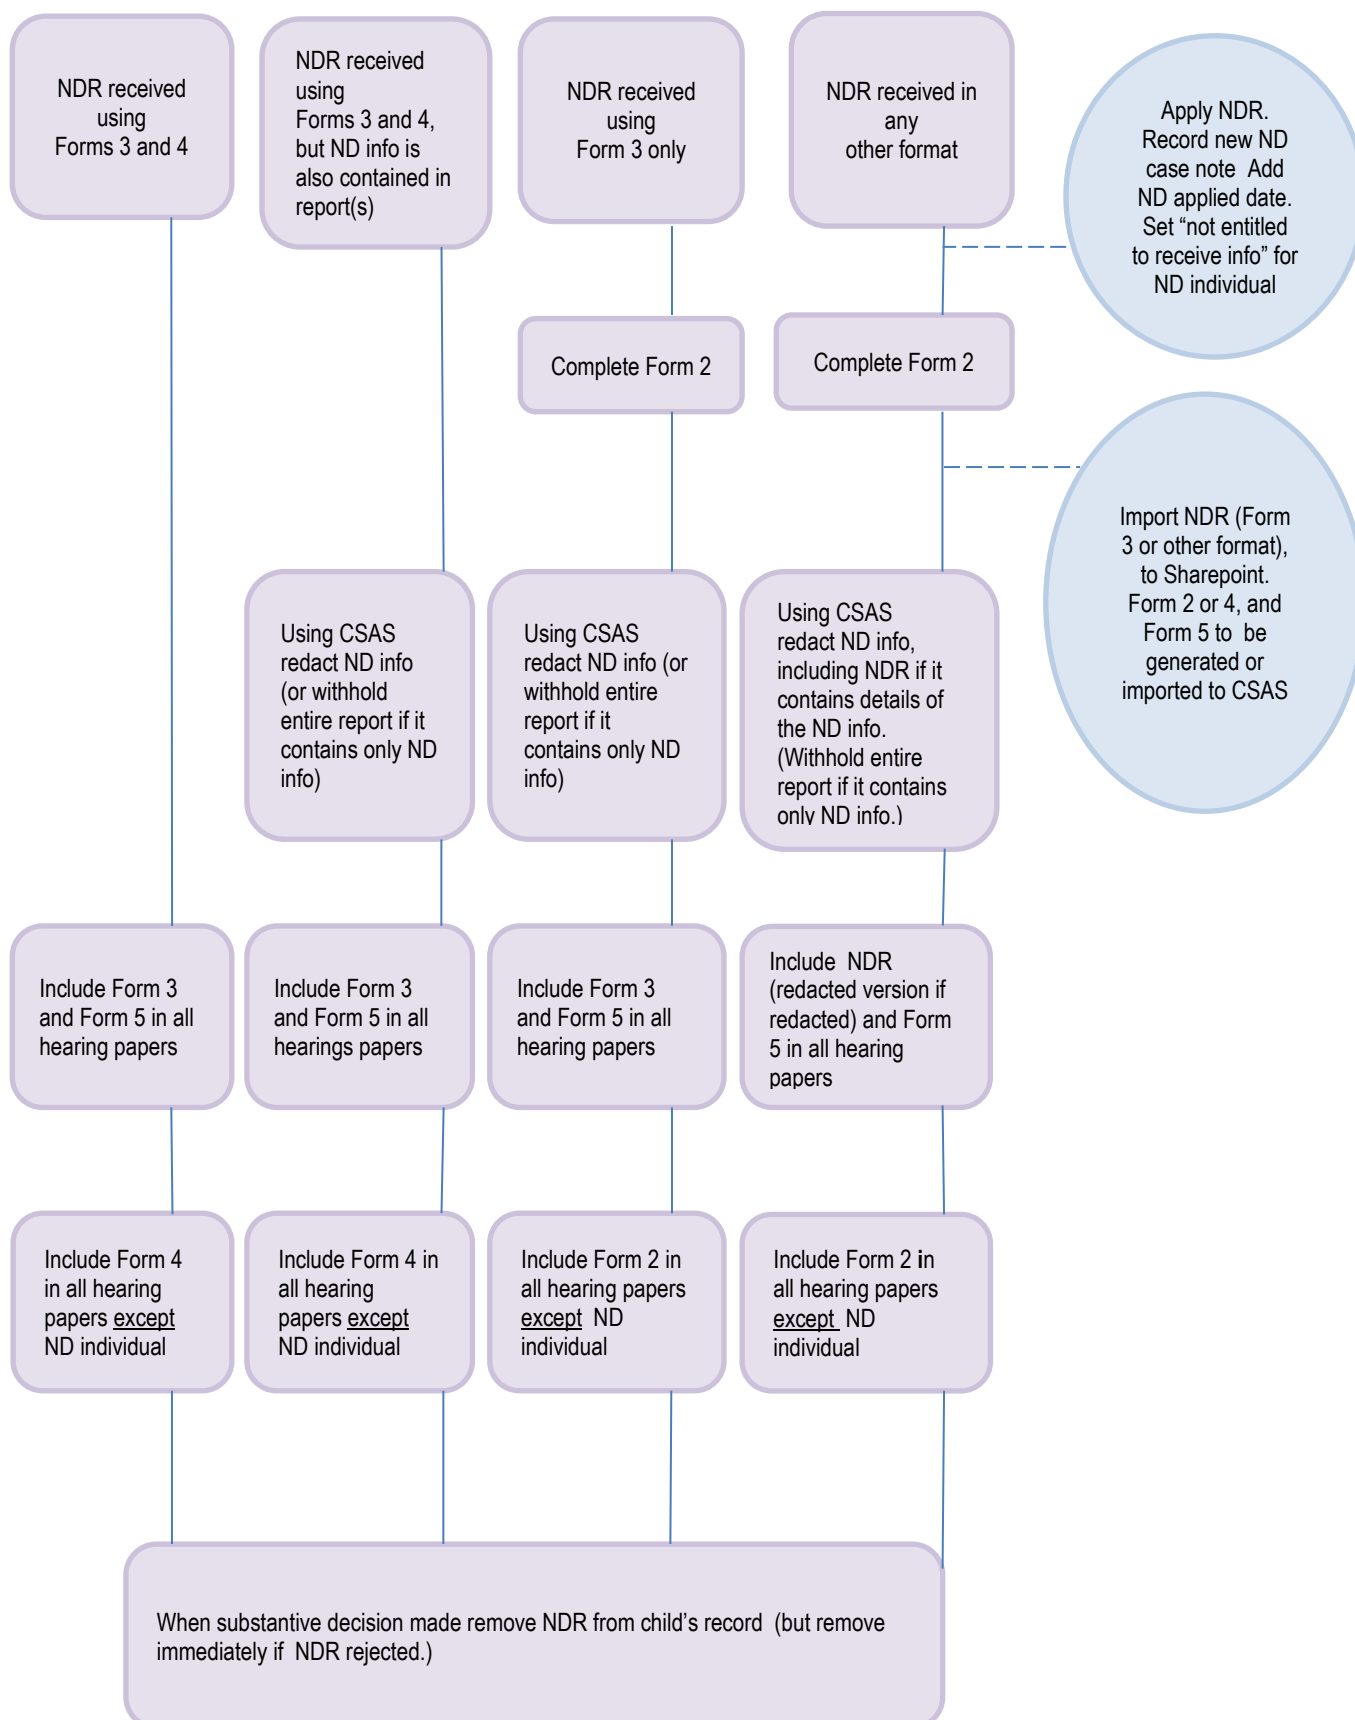 NDR received
using
Forms 3 and 4
NDR received
using
Forms 3 and 4,
but ND info is
also contained in
report(s)
NDR received
using
Form 3 only
NDR received in
any
other format
Apply NDR.
Record new ND
case note  Add
ND applied date.
Set “not entitled
to receive info” for
ND individual
Complete Form 2
Complete Form 2
Import NDR (Form
3 or other format),
to Sharepoint.
Form 2 or 4, and
Form 5 to  be
generated or
imported to CSAS
Using CSAS
redact ND info
(or withhold
entire report if it
contains only ND
info)
Using CSAS
redact ND info (or
withhold entire
report if it
contains only ND
info)
Using CSAS
redact ND info,
including NDR if it
contains details of
the ND info.
(Withhold entire
report if it contains
only ND info.)
Include Form 3
and Form 5 in all
hearing papers
Include Form 3
and Form 5 in all
hearings papers
Include Form 3
and Form 5 in all
hearing papers
Include  NDR
(redacted version if
redacted) and Form
5 in all hearing
papers
Include Form 4
in all hearing
papers except
ND individual
Include Form 4 in
all hearing
papers except
ND individual
Include Form 2 in
all hearing papers
except  ND
individual
Include Form 2 in
all hearing papers
except  ND
individual
When substantive decision made remove NDR from child’s record  (but remove
immediately if  NDR rejected.)